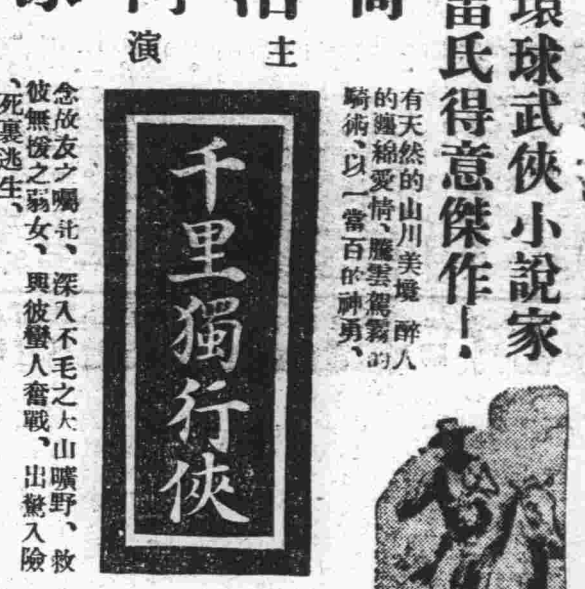 環球武俠小說家
雷氏得意傑作！
主演
有天然的山川美境 醉人
的纏綿愛情、騰雲駕霧的
騎術、以一當百的神勇、
千里獨行俠
念故友之囑、深入不毛之大山曠野、救
彼無援之弱女、興彼蠻人奮戰、出驚入險
、死裏逃生、